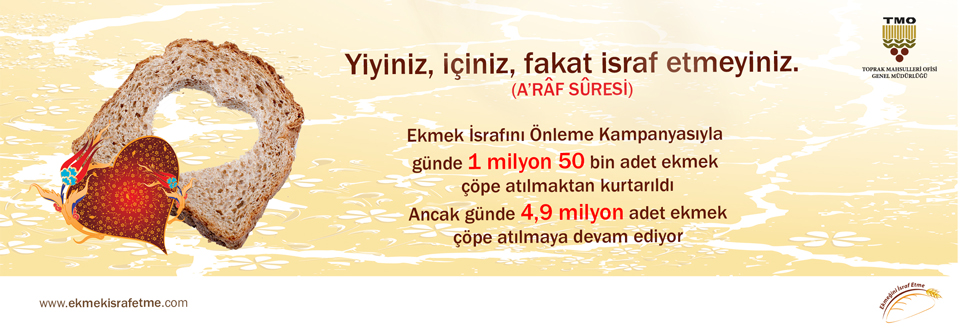 Yiyiniz, içiniz, fakat israf etmeyiniz.
(A'RÂF SÛRESİ)
Ekmek İsrafını Önleme Kampanyasıyla
günde 1 milyon 50 bin adet ekmek
çöpe atılmaktan kurtarıldı
Ancak günde 4,9 milyon adet ekmek
çöpe atılmaya devam ediyor
TMO
TOPRAK MAHSULLERİ OFİSİ
GENEL MÜDÜRLÜĞÜ
www.ekmekisrafetme.com
Ekmeğini İsraf Etme